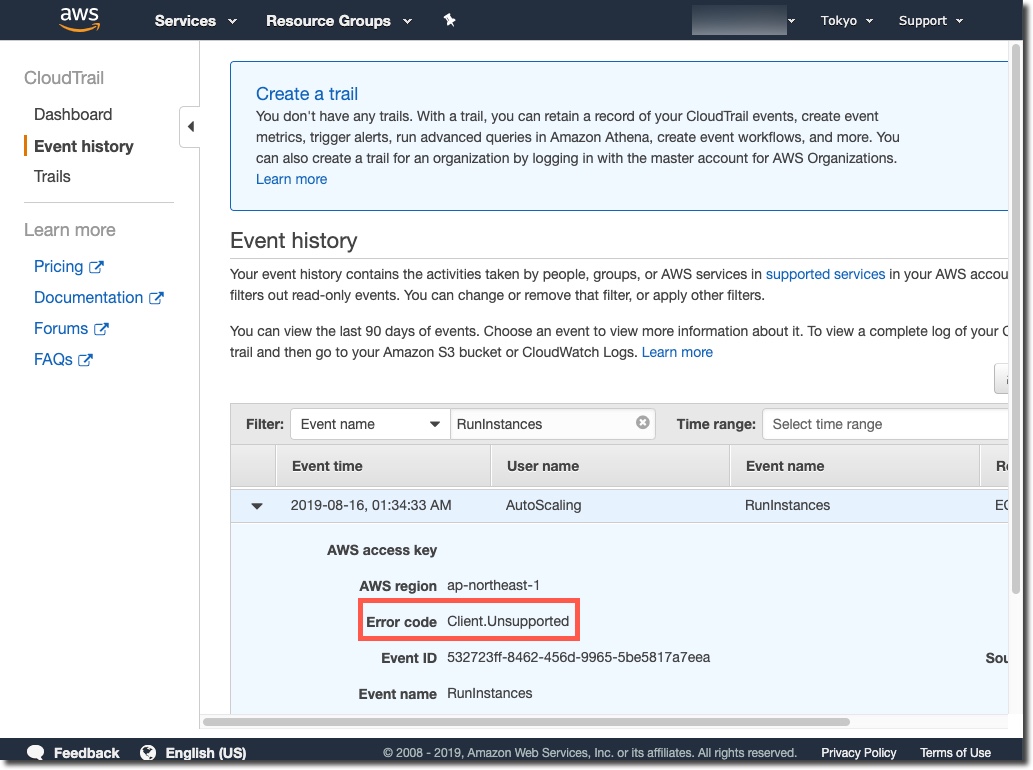 aws Services Resource Groups Tokyo Support
CloudTrail
Dashboard
Event history
Trails
Learn more
Pricing
Documentation
Forums
FAQs
Create a trail
You don't have any trails. With a trail, you can retain a record of your CloudTrail events, create event
metrics, trigger alerts, run advanced queries in Amazon Athena, create event workflows, and more. You
can also create a trail for an organization by logging in with the master account for AWS Organizations.
Learn more
Event history
Your event history contains the activities taken by people, groups, or AWS services in supported services in your AWS accou
filters out read-only events. You can change or remove that filter, or apply other filters.
You can view the last 90 days of events. Choose an event to view more information about it. To view a complete log of your C
trail and then go to your Amazon S3 bucket or CloudWatch Logs. Learn more
Filter: Event name RunInstances Time range: Select time range
Event time User name Event name Re
2019-08-16, 01:34:33 AM AutoScaling RunInstances EC
AWS access key
AWS region ap-northeast-1
Error code Client.Unsupported
Event ID 532723ff-8462-456d-9965-5be5817a7eea Sou
Event name RunInstances
Feedback English (US) © 2008 - 2019, Amazon Web Services, Inc. or its affiliates. All rights reserved. Privacy Policy Terms of Use